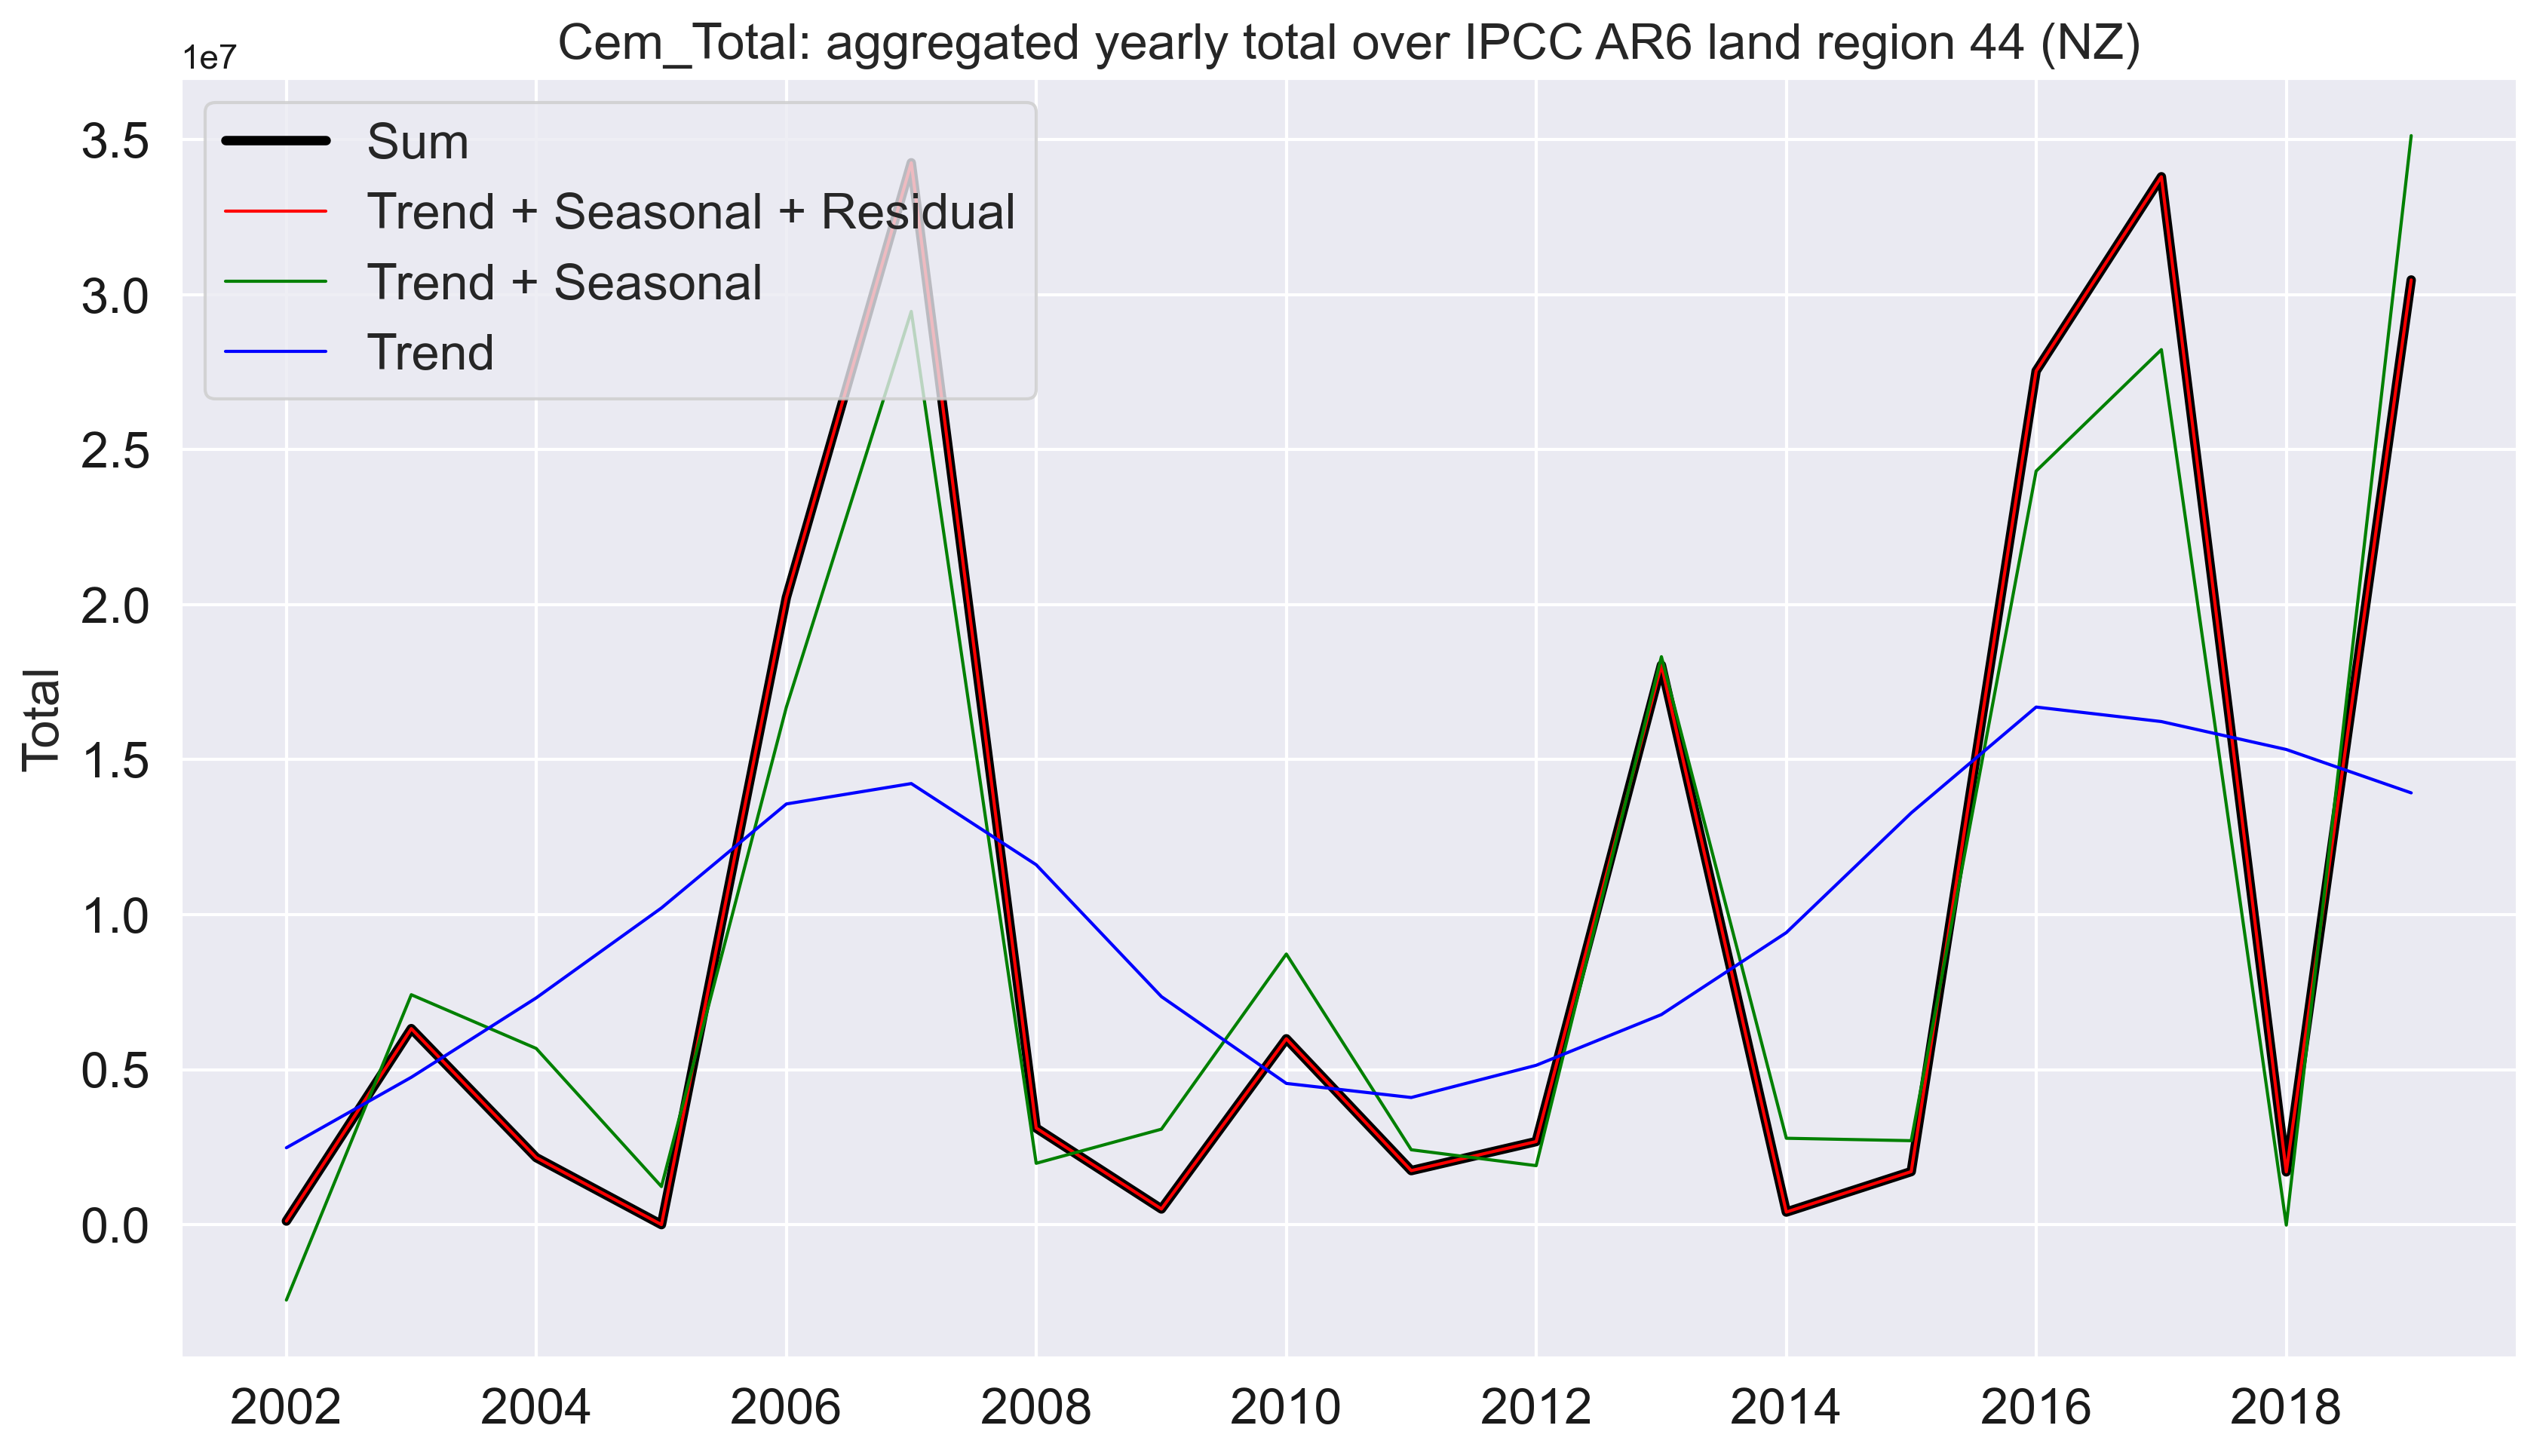 Cem_Total: aggregated yearly total over IPCC AR6 land region 44 (NZ)
1e7
Sum
Trend + Seasonal + Residual
Trend + Seasonal
Trend
3.5
3.0
2.5
2.0
1.5
1.0
0.5
0.0
Total
2002 2004 2006 2008 2010 2012 2014 2016 2018